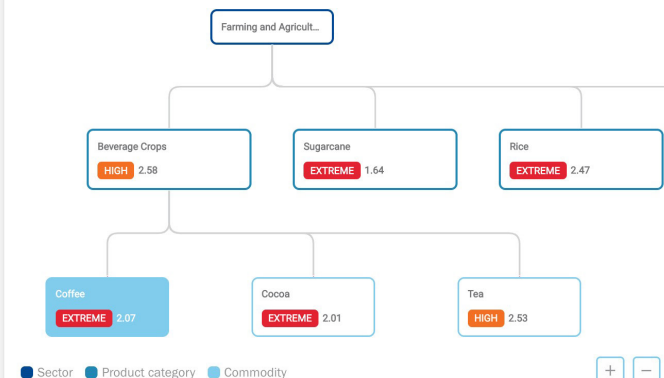 Farming and Agricult...
Beverage Crops
HIGH 2.58
Sugarcane
EXTREME 1.64
Rice
EXTREME 2.47
Coffee
EXTREME 2.07
Cocoa
EXTREME 2.01
Tea
HIGH 2.53
Sector Product category Commodity
+ −